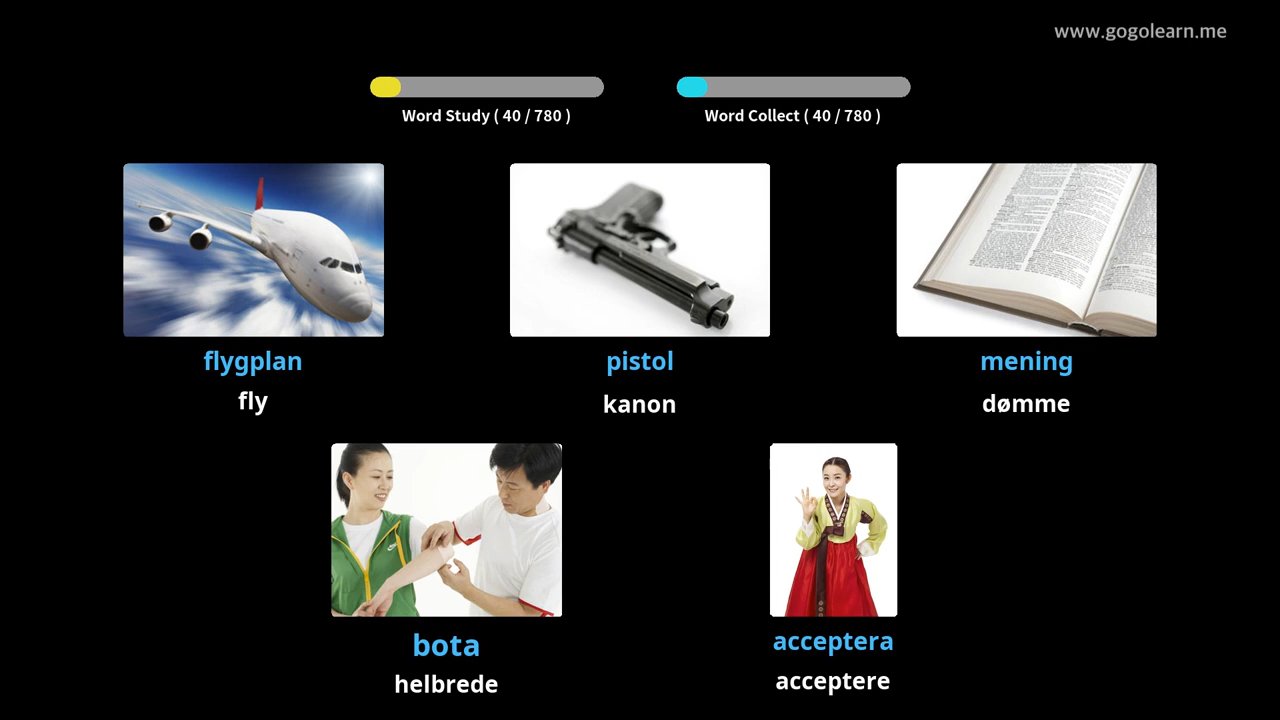 www.gogolearn.me
Word Study ( 40 / 780 )
Word Collect ( 40 / 780 )
flygplan
fly
pistol
kanon
mening
dømme
bota
helbrede
acceptera
acceptere